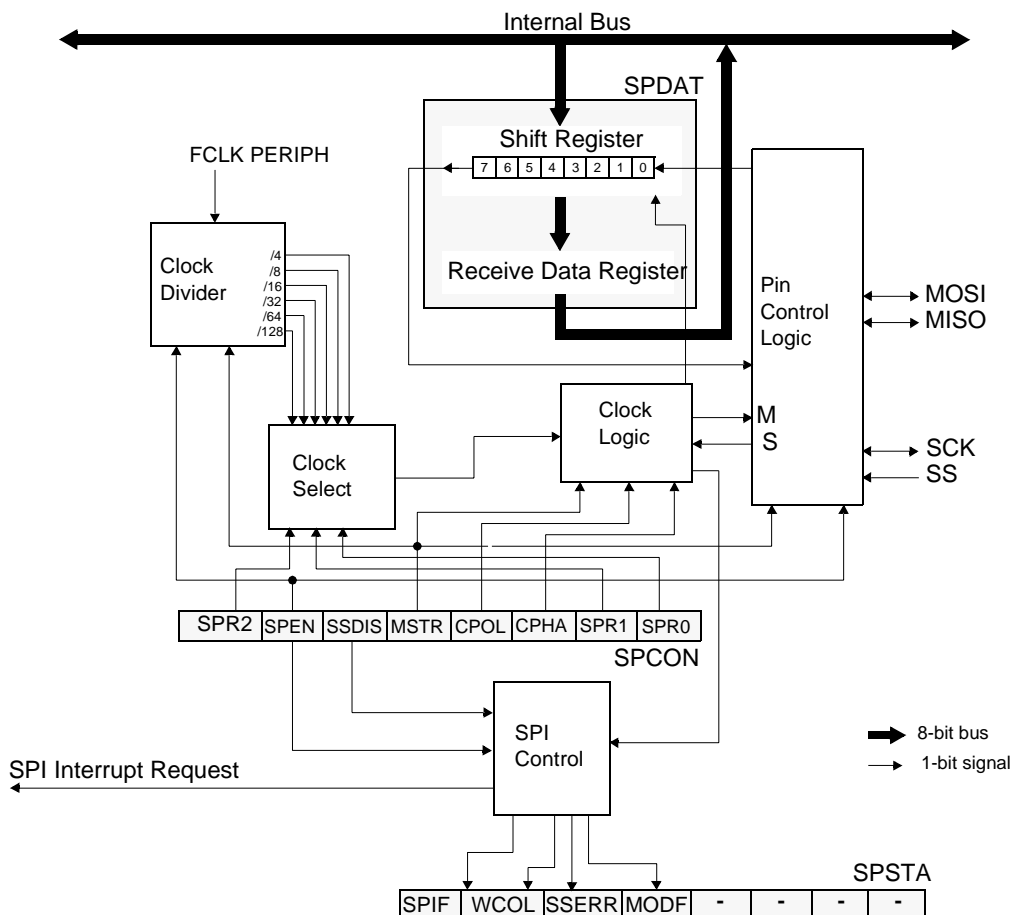 Internal Bus
SPDAT
Shift Register
FCLK PERIPH
7 6 5 4 3 2 1 0
Clock
Divider
/4
/8
/16
/32
/64
/128
Receive Data Register
Pin
Control
Logic
MOSI
MISO
Clock
Logic
M
S
SCK
SS
Clock
Select
SPR2 SPEN SSDIS MSTR CPOL CPHA SPR1 SPR0
SPCON
SPI
Control
8-bit bus
1-bit signal
SPI Interrupt Request
SPSTA
SPIF WCOL SSERR MODF - - - -